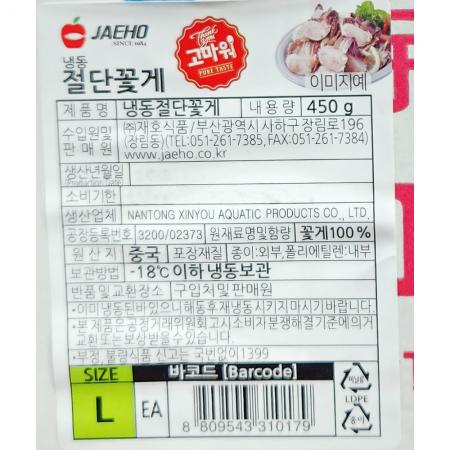 JAEHO
SINCE 1984
Thank you
고마워
PURE TASTE
냉동
절단꽃게
이미지예
제품명 냉동절단꽃게 내용량 450g
수입원및 판매원 ㈜재호식품/부산광역시 사하구 장림로196
(장림동)(TEL:051-261-7385,FAX:051-261-7384)
www.jaeho.co.kr
생산년월일
Production Date
소비기한
생산업체 NANTONG XINYOU AQUATIC PRODUCTS CO., LTD.
공장등록번호 3200/02373 원재료명및함량 꽃게100%
원산지 중국 포장재질 종이:외부,폴리에틸렌:내부
보관방법 -18℃이하 냉동보관
반품및교환장소 구입처및판매원
•이미냉동된바있으니해동후재냉동시키지마시기바랍니다.
•본 제품은공정거래위원회고시소비자분쟁해결기준에의거
교환또는보상받을수있습니다.
•부정,불량식품 신고는 국번없이1399
SIZE
L
EA
바코드 (Barcode)
8 809543 310179
비닐류
LDPE
종이